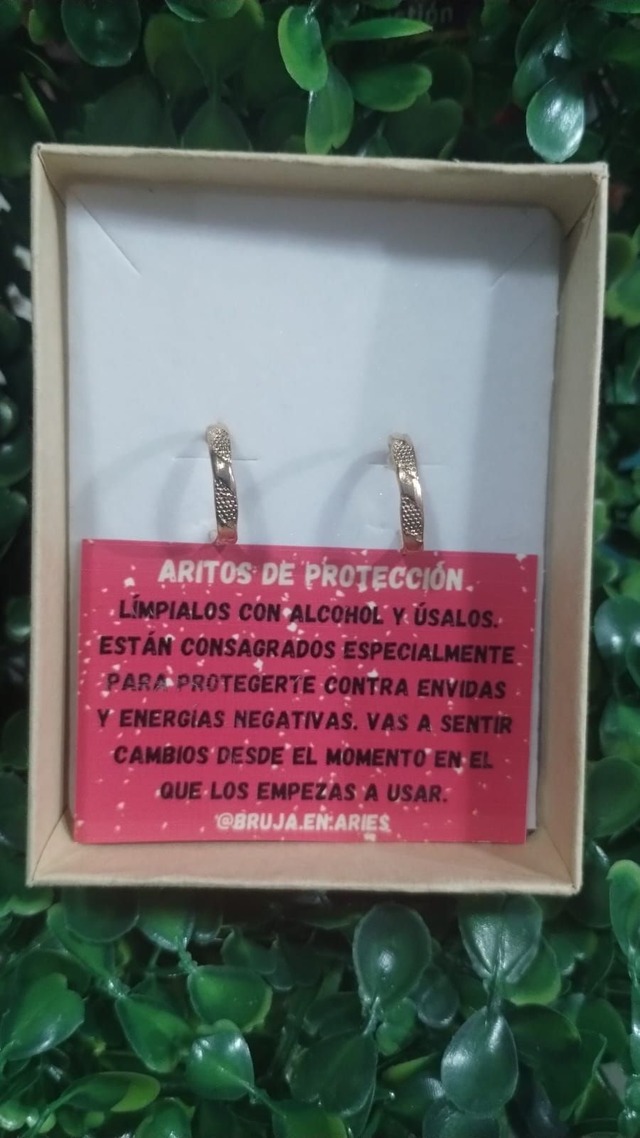 ARITOS DE PROTECCIÓN
LÍMPIALOS CON ALCOHOL Y ÚSALOS.
ESTÁN CONSAGRADOS ESPECIALMENTE
PARA PROTEGERTE CONTRA ENVIDAS
Y ENERGIAS NEGATIVAS. VAS A SENTIR
CAMBIOS DESDE EL MOMENTO EN EL
QUE LOS EMPEZAS A USAR.
@BRUJA.EN.ARIES